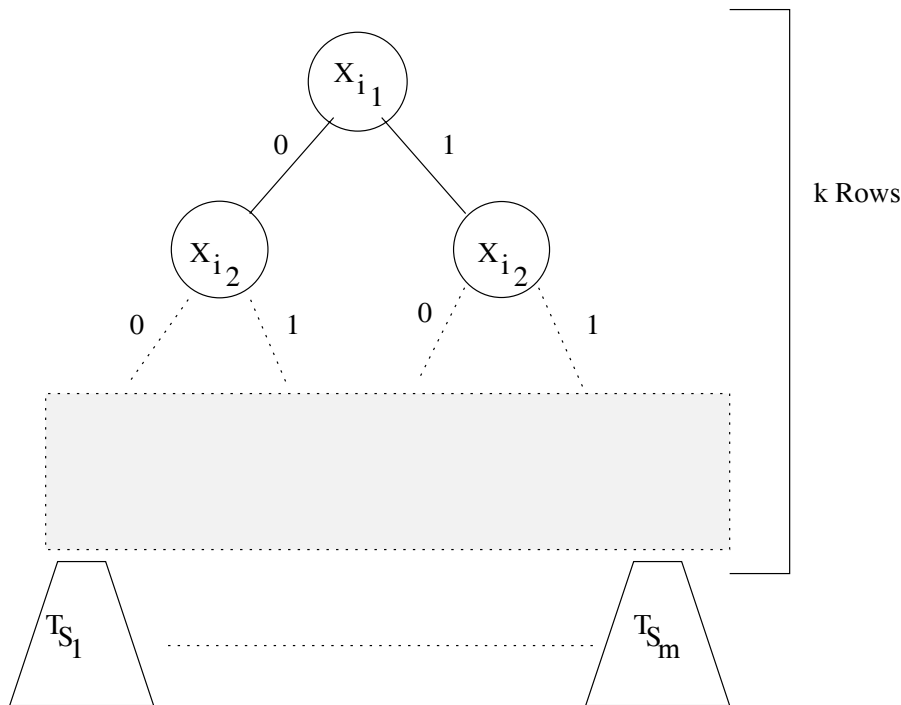 X_{i_1}
0 1
k Rows
X_{i_2} X_{i_2}
0 1 0 1
T_{S_1} T_{S_m}